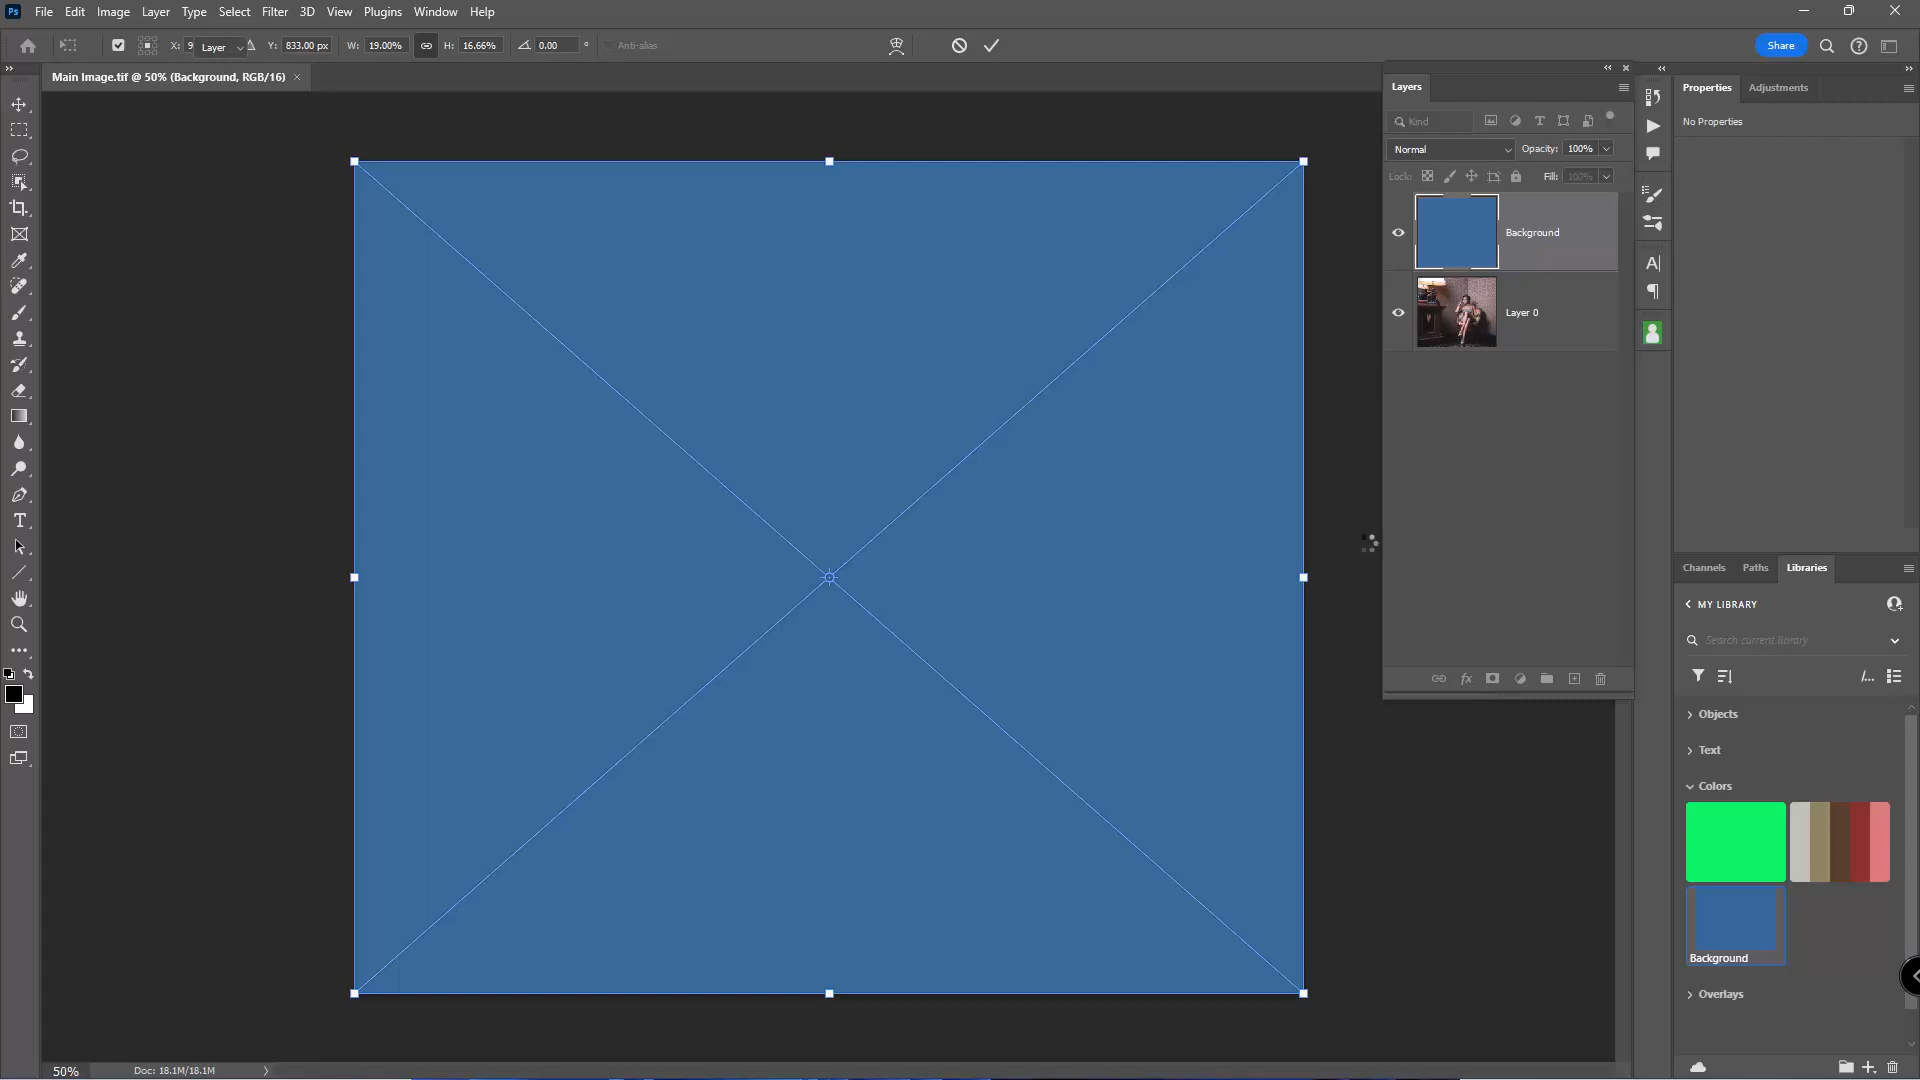 Ps File Edit Image Layer Type Select Filter 3D View Plugins Window Help
X: 9 Layer Y: 833.00 px W: 19.00% H: 16.66% 0.00 ° Anti-alias Share
Main Image.tif @ 50% (Background, RGB/16)
Layers
Kind
Normal Opacity: 100%
Lock: Fill: 100%
Background
Layer 0
fx
Properties Adjustments
No Properties
Channels Paths Libraries
MY LIBRARY
Search current library
Objects
Text
Colors
Background
Overlays
50% Doc: 18.1M/18.1M